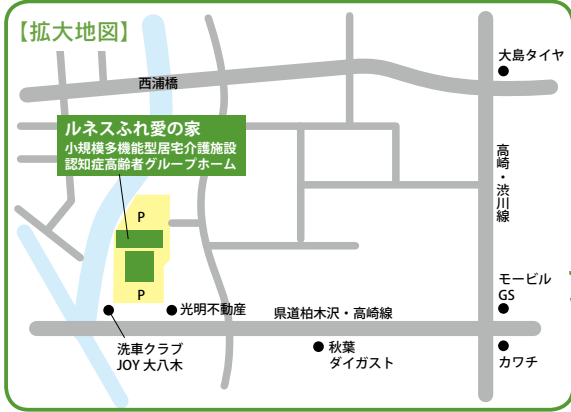 【拡大地図】
大島タイヤ
西浦橋
ルネスふれ愛の家
小規模多機能型居宅介護施設
認知症高齢者グループホーム
高崎・渋川線
P
P
モービル
GS
光明不動産
県道柏木沢・高崎線
洗車クラブ
JOY 大八木
秋葉
ダイガスト
カワチ